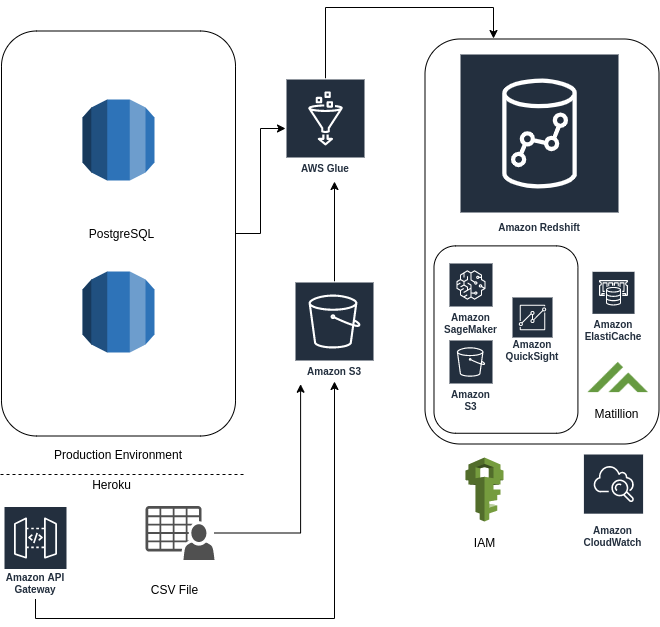 AWS Glue
PostgreSQL
Amazon Redshift
Amazon
SageMaker
Amazon
QuickSight
Amazon
ElastiCache
Amazon S3
Amazon
S3
Matillion
Production Environment
Heroku
Amazon API
Gateway
CSV File
IAM
Amazon
CloudWatch